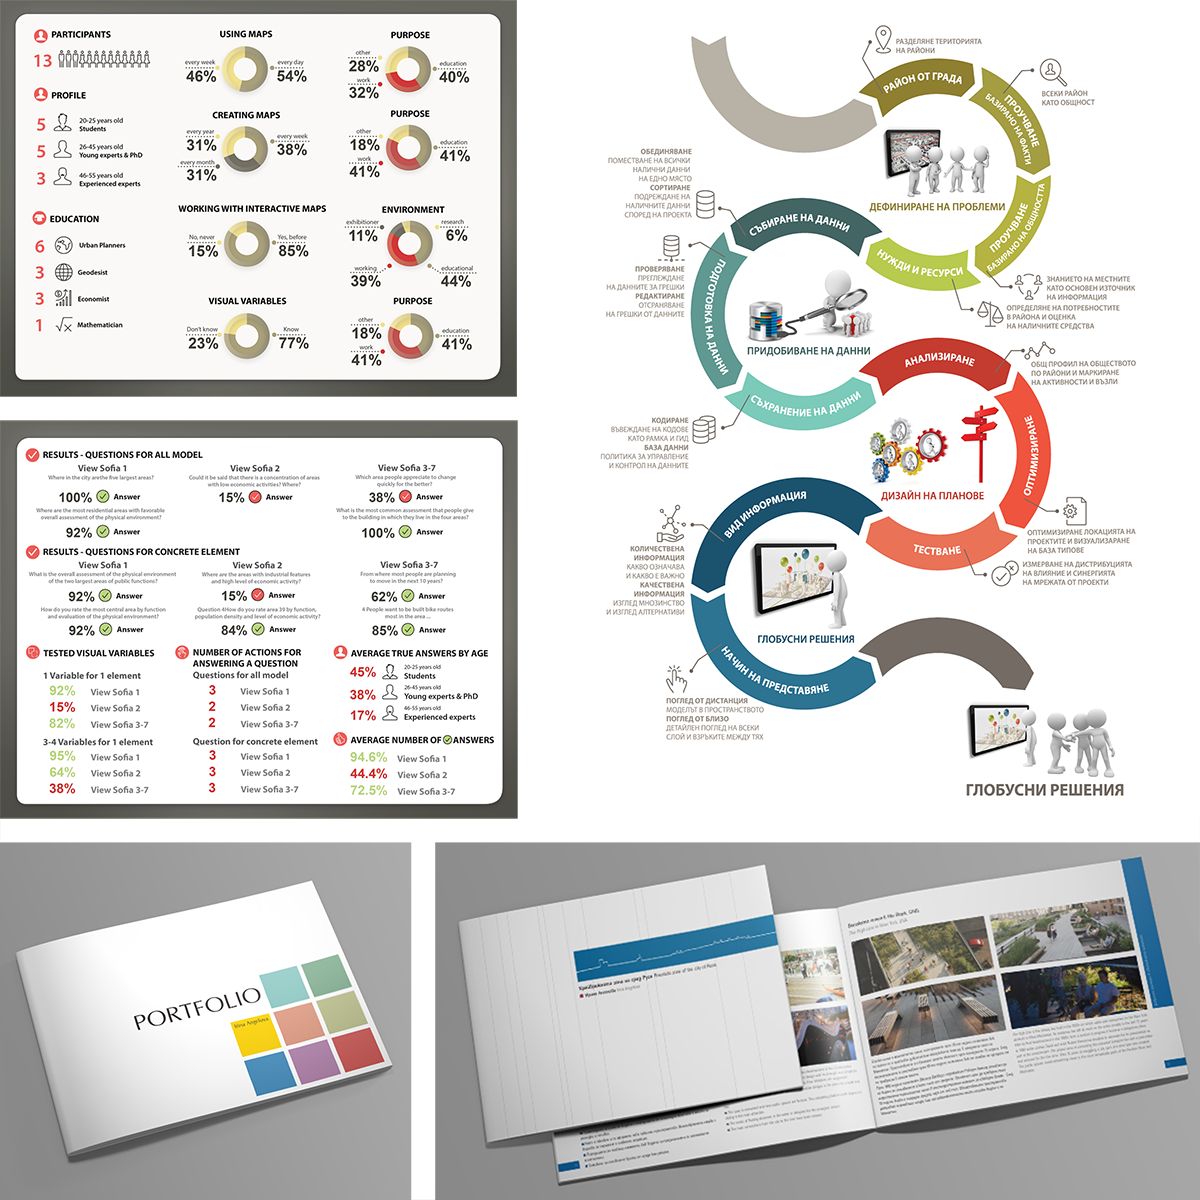 PARTICIPANTS
13
PROFILE
5
20-25 years old
Students
5
26-45 years old
Young experts & PhD
3
46-55 years old
Experienced experts
EDUCATION
6
Urban Planners
3
Geodesist
3
Economist
1
Mathematician
USING MAPS
every week
46%
every day
54%
CREATING MAPS
every year
31%
every month
31%
every week
38%
WORKING WITH INTERACTIVE MAPS
No, never
15%
Yes, before
85%
VISUAL VARIABLES
Don't know
23%
Know
77%
PURPOSE
other
28%
work
32%
education
40%
PURPOSE
other
18%
work
41%
education
41%
ENVIRONMENT
exhibitioner
11%
research
6%
working
39%
educational
44%
PURPOSE
other
18%
work
41%
education
41%
RESULTS - QUESTIONS FOR ALL MODEL
View Sofia 1
Where in the city arethe five largest areas?
100% Answer
Where are the most residential areas with favorable
overall assessment of the physical environment?
92% Answer
View Sofia 2
Could it be said that there is a concentration of areas
with low economic activities? Where?
15% Answer
View Sofia 3-7
Which area people appreciate to change
quickly for the better?
38% Answer
What is the most common assessment that people give
to the building in which they live in the four areas?
100% Answer
RESULTS - QUESTIONS FOR CONCRETE ELEMENT
View Sofia 1
What is the overall assessment of the physical environment
of the two largest areas of public functions?
92% Answer
How do you rate the most central area by function
and evaluation of the physical environment?
92% Answer
View Sofia 2
Where are the areas with industrial features
and high level of economic activity?
15% Answer
Question 4How do you rate area 39 by function,
population density and level of economic activity?
84% Answer
View Sofia 3-7
From where most people are planning
to move in the next 10 years?
62% Answer
4 People want to be built bike routes
most in the area ...
85% Answer
TESTED VISUAL VARIABLES
1 Variable for 1 element
92% View Sofia 1
15% View Sofia 2
82% View Sofia 3-7
3-4 Variables for 1 element
95% View Sofia 1
64% View Sofia 2
38% View Sofia 3-7
NUMBER OF ACTIONS FOR
ANSWERING A QUESTION
Questions for all model
3 View Sofia 1
2 View Sofia 2
2 View Sofia 3-7
Question for concrete element
3 View Sofia 1
3 View Sofia 2
3 View Sofia 3-7
AVERAGE TRUE ANSWERS BY AGE
45%
20-25 years old
Students
38%
26-45 years old
Young experts & PhD
17%
46-55 years old
Experienced experts
AVERAGE NUMBER OF ANSWERS
94.6% View Sofia 1
44.4% View Sofia 2
72.5% View Sofia 3-7
РАЗДЕЛЯНЕ ТЕРИТОРИЯТА
НА РАЙОНИ
РАЙОН ОТ ГРАДА
ВСЕКИ РАЙОН
КАТО ОБЩНОСТ
ПРОУЧВАНЕ
БАЗИРАНО НА ФАКТИ
ДЕФИНИРАНЕ НА ПРОБЛЕМИ
ПРОУЧВАНЕ
БАЗИРАНО НА ОБЩНОСТТА
НУЖДИ И РЕСУРСИ
ЗНАНИЕТО НА МЕСТНИТЕ
КАТО ОСНОВЕН ИЗТОЧНИК
НА ИНФОРМАЦИЯ
ОПРЕДЕЛЯНЕ НА ПОТРЕБНОСТИТЕ
В РАЙОНА И ОЦЕНКА
НА НАЛИЧНИТЕ СРЕДСТВА
ОБЕДИНЯВАНЕ
ПОМЕСТВАНЕ НА ВСИЧКИ
НАЛИЧНИ ДАННИ
НА ЕДНО МЯСТО
СОРТИРАНЕ
ПОДРЕЖДАНЕ НА
НАЛИЧНИТЕ ДАННИ
СПОРЕД НА ПРОЕКТА
СЪБИРАНЕ НА ДАННИ
ПРОВЕРЯВАНЕ
ПРЕГЛЕЖДАНЕ
НА ДАННИТЕ ЗА ГРЕШКИ
РЕДАКТИРАНЕ
ОТСРАНЯВАНЕ
НА ГРЕШКИ ОТ ДАННИТЕ
ПОДГОТОВКА НА ДАННИ
ПРИДОБИВАНЕ НА ДАННИ
СЪХРАНЕНИЕ НА ДАННИ
КОДИРАНЕ
ВЪВЕЖДАНЕ НА КОДОВЕ
КАТО РАМКА И ГИД
БАЗА ДАННИ
ПОЛИТИКА ЗА УПРАВЛЕНИЕ
И КОНТРОЛ НА ДАННИТЕ
АНАЛИЗИРАНЕ
ОБЩ ПРОФИЛ НА ОБЩЕСТВОТО
ПО РАЙОНИ И МАРКИРАНЕ
НА АКТИВНОСТИ И ВЪЗЛИ
ОПТИМИЗИРАНЕ
ДИЗАЙН НА ПЛАНОВЕ
ТЕСТВАНЕ
ОПТИМИЗИРАНЕ ЛОКАЦИЯТА НА
ПРОЕКТИТЕ И ВИЗУАЛИЗИРАНЕ
НА БАЗА ТИПОВЕ
ИЗМЕРВАНЕ НА ДИСТРИБУЦИЯТА
НА ВЛИЯНИЕ И СИНЕРГИЯТА
НА МРЕЖАТА ОТ ПРОЕКТИ
ВИД ИНФОРМАЦИЯ
КОЛИЧЕСТВЕНА
ИНФОРМАЦИЯ
КАКВО ОЗНАЧАВА
И КАКВО Е ВАЖНО
КАЧЕСТВЕНА
ИНФОРМАЦИЯ
ИЗГЛЕД МНОЗИНСТВО
И ИЗГЛЕД АЛТЕРНАТИВИ
ГЛОБУСНИ РЕШЕНИЯ
НАЧИН НА ПРЕДСТАВЯНЕ
ПОГЛЕД ОТ ДИСТАНЦИЯ
МОДЕЛЪТ В ПРОСТРАНСТВОТО
ПОГЛЕД ОТ БЛИЗО
ДЕТАЙЛЕН ПОГЛЕД НА ВСЕКИ
СЛОЙ И ВЗРЪКИТЕ МЕЖДУ ТЯХ
ГЛОБУСНИ РЕШЕНИЯ
PORTFOLIO
Irina Angelova
Крайбрежната зона на град Русе Riverside zone of the city of Ruse
Ирина Ангелова Irina Angelova
Високата линия в Ню Йорк, САЩ.
The High Line in New York, USA